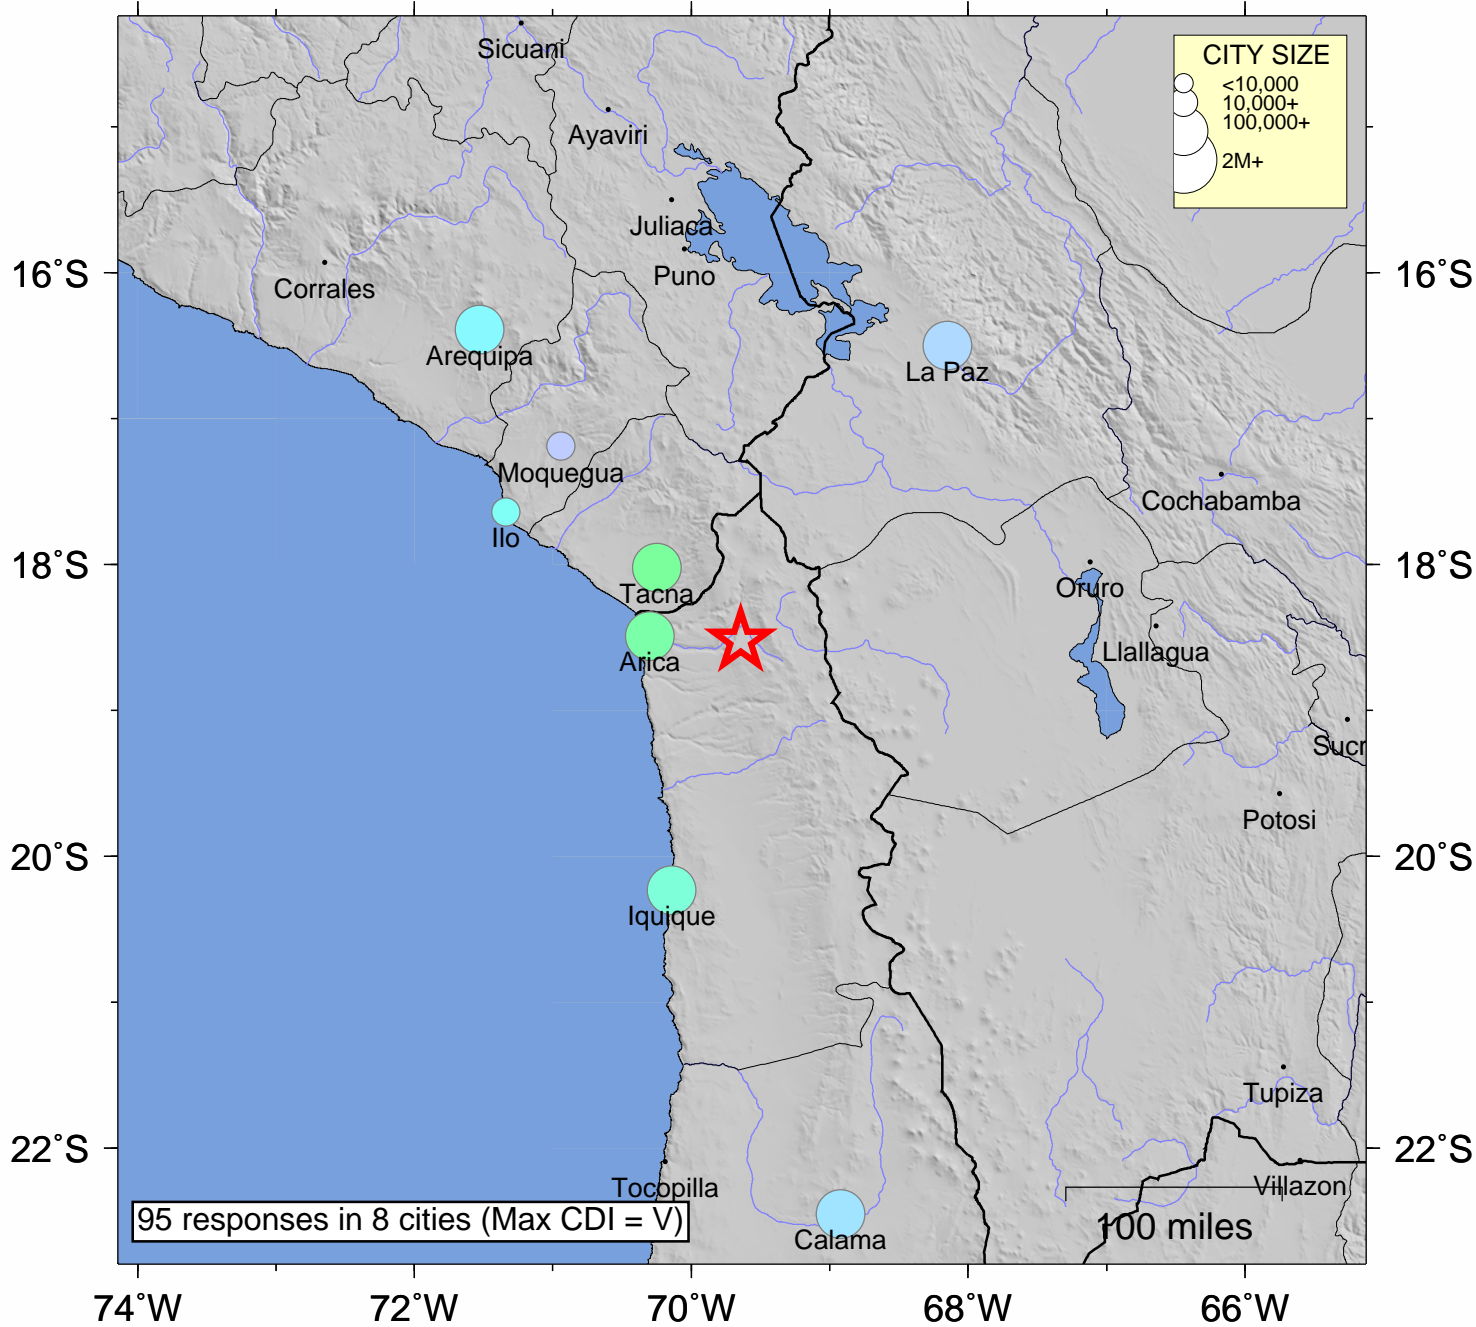 Sicuani
CITY SIZE
<10,000
10,000+
100,000+
2M+
Ayaviri
Juliaca
Puno
16˚S
16˚S
Corrales
Arequipa
La Paz
Moquegua
Cochabamba
Ilo
18˚S
18˚S
Tacna
Oruro
Arica
Llallagua
Sucr
Potosi
20˚S
20˚S
Iquique
Tupiza
22˚S
22˚S
Tocopilla
Villazon
95 responses in 8 cities (Max CDI = V)
100 miles
Calama
74˚W
72˚W
70˚W
68˚W
66˚W